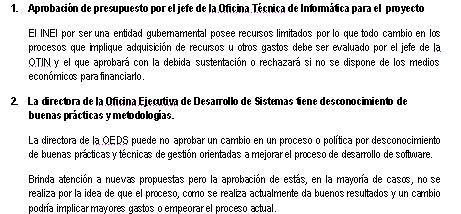 1. Aprobación de presupuesto por el jefe de la Oficina Técnica de Informática para el proyecto
El INEI por ser una entidad gubernamental posee recursos limitados por lo que todo cambio en los
procesos que implique adquisición de recursos u otros gastos debe ser evaluado por el jefe de la
OTIN y el que aprobará con la debida sustentación o rechazará si no se dispone de los medios
económicos para financiarlo.
2. La directora de la Oficina Ejecutiva de Desarrollo de Sistemas tiene desconocimiento de
buenas prácticas y metodologías.
La directora de la OEDS puede no aprobar un cambio en un proceso o política por desconocimiento
de buenas prácticas y técnicas de gestión orientadas a mejorar el proceso de desarrollo de software.
Brinda atención a nuevas propuestas pero la aprobación de estás, en la mayoría de casos, no se
realiza por la idea de que el proceso, como se realiza actualmente da buenos resultados y un cambio
podría implicar mayores gastos o empeorar el proceso actual.